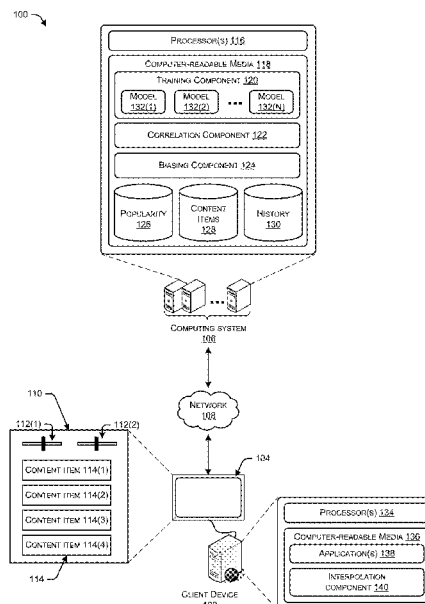 100
PROCESSOR(S) 116
COMPUTER-READABLE MEDIA 118
TRAINING COMPONENT 120
MODEL 132(1)
MODEL 132(2)
...
MODEL 132(N)
CORRELATION COMPONENT 122
BIASING COMPONENT 124
POPULARITY 126
CONTENT ITEMS 128
HISTORY 130
...
COMPUTING SYSTEM
106
NETWORK
108
110
112(1)
112(2)
CONTENT ITEM 114(1)
CONTENT ITEM 114(2)
CONTENT ITEM 114(3)
CONTENT ITEM 114(4)
114
104
CLIENT DEVICE
PROCESSOR(S) 134
COMPUTER-READABLE MEDIA 136
APPLICATION(S) 138
INTERPOLATION
COMPONENT 140